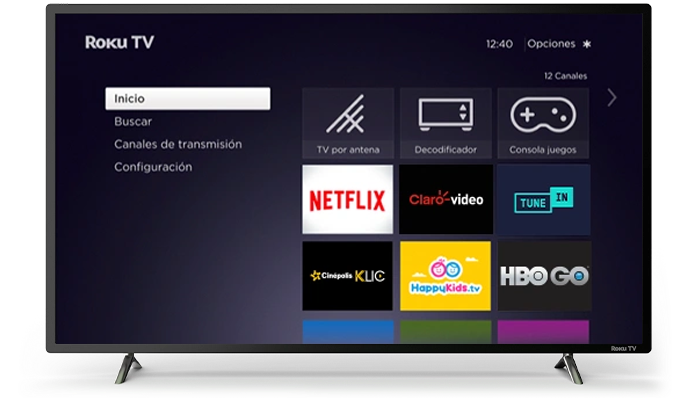 Roku TV
12:40 Opciones
12 Canales
Inicio
Buscar
Canales de transmisión
Configuración
TV por antena
Decodificador
Consola juegos
NETFLIX
Claro-video
TUNE IN
Cinépolis KLIC
HappyKids.tv
HBO GO
Roku TV